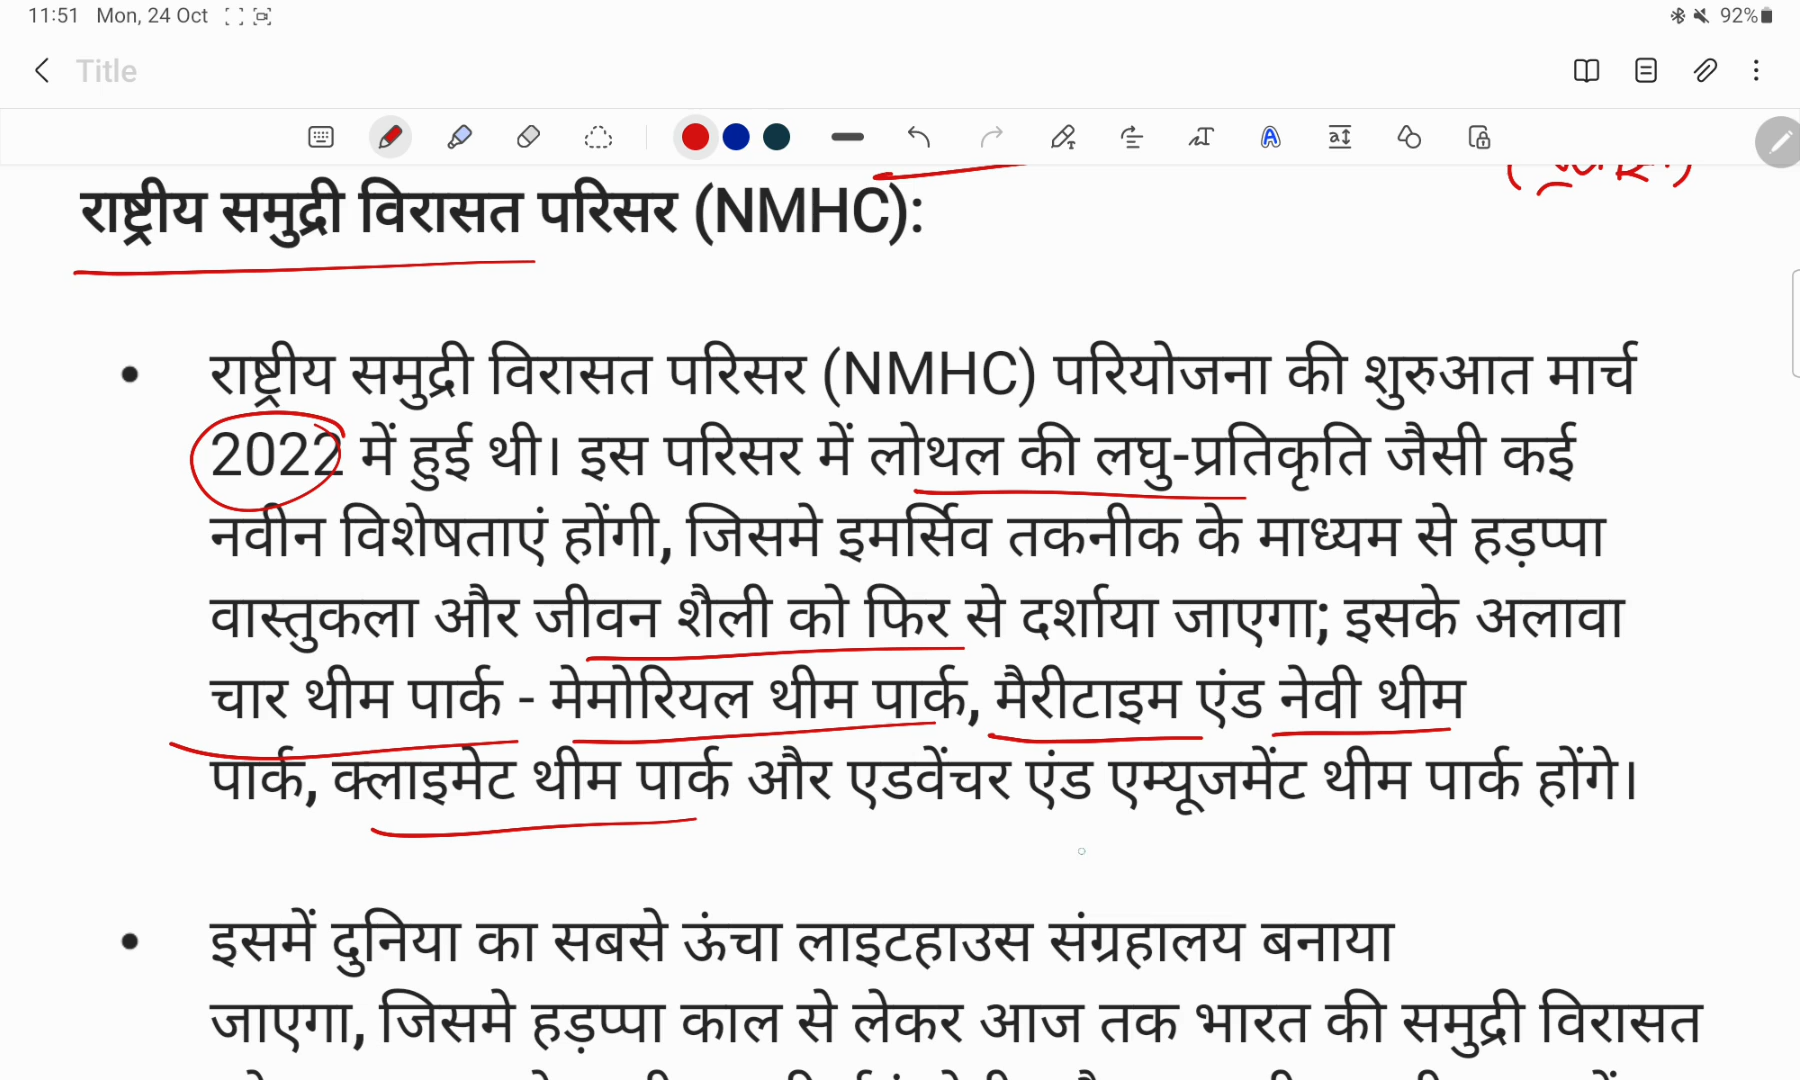 11:51 Mon, 24 Oct
92%
Title
राष्ट्रीय समुद्री विरासत परिसर (NMHC):
• राष्ट्रीय समुद्री विरासत परिसर (NMHC) परियोजना की शुरुआत मार्च
2022 में हुई थी। इस परिसर में लोथल की लघु-प्रतिकृति जैसी कई
नवीन विशेषताएं होंगी, जिसमे इमर्सिव तकनीक के माध्यम से हड़प्पा
वास्तुकला और जीवन शैली को फिर से दर्शाया जाएगा; इसके अलावा
चार थीम पार्क - मेमोरियल थीम पार्क, मैरीटाइम एंड नेवी थीम
पार्क, क्लाइमेट थीम पार्क और एडवेंचर एंड एम्यूजमेंट थीम पार्क होंगे।
• इसमें दुनिया का सबसे ऊंचा लाइटहाउस संग्रहालय बनाया
जाएगा, जिसमे हड़प्पा काल से लेकर आज तक भारत की समुद्री विरासत